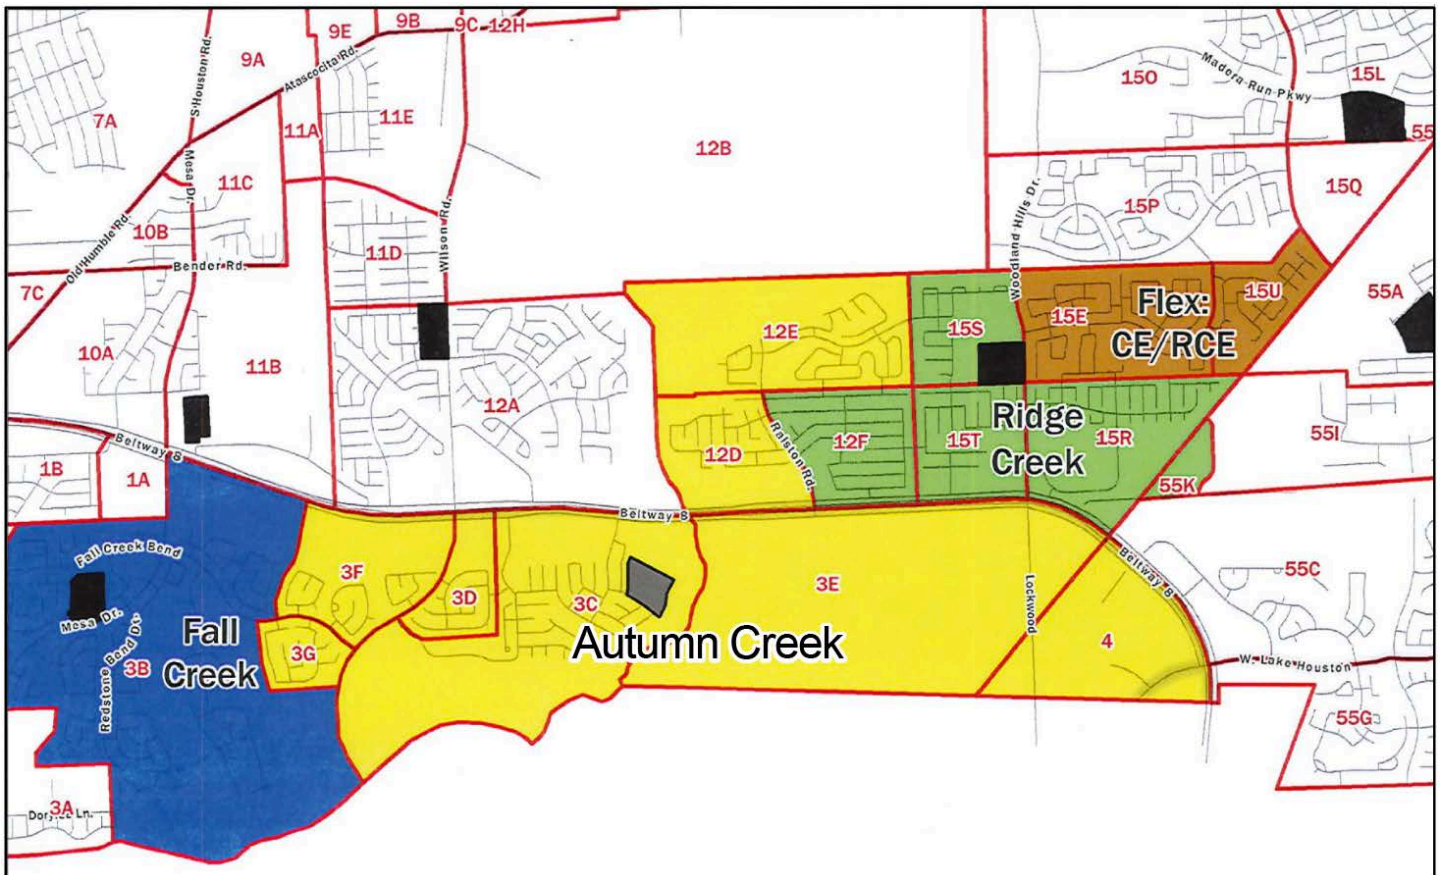 9E
9B
9C
12H
9A
S Houston Rd.
Atascocita Rd.
7A
11A
11E
12B
15O
Madera Run Pkwy
15L
55
Mesa Dr.
11C
15Q
15P
Woodland Hills Dr.
10B
Old Humble Rd.
11D
Wilson Rd.
Bender Rd.
7C
12E
15S
15E
Flex:
CE/RCE
15U
55A
10A
11B
12A
12D
Ralston Rd.
12F
15T
Ridge
Creek
15R
55I
55K
1B
1A
Beltway 8
Beltway 8
Beltway 8
Fall Creek Bend
3F
3D
3C
3E
55C
Mesa Dr.
Redstone Bend Dr.
3B
Fall
Creek
3G
Autumn Creek
Lockwood
4
W. Lake Houston
55G
3A
Ln.